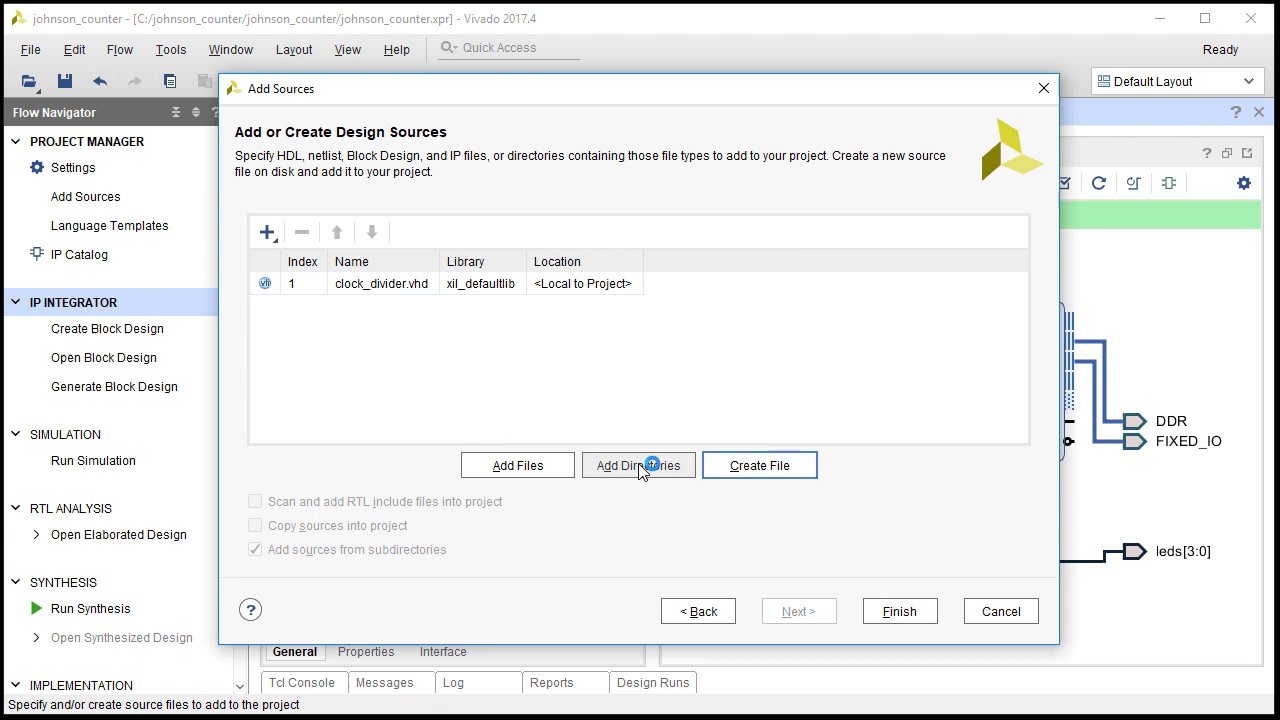 johnson_counter - [C:/johnson_counter/johnson_counter/johnson_counter.xpr] - Vivado 2017.4
File Edit Flow Tools Window Layout View Help Quick Access Ready
Default Layout
Flow Navigator
PROJECT MANAGER
Settings
Add Sources
Language Templates
IP Catalog
IP INTEGRATOR
Create Block Design
Open Block Design
Generate Block Design
SIMULATION
Run Simulation
RTL ANALYSIS
Open Elaborated Design
SYNTHESIS
Run Synthesis
Open Synthesized Design
IMPLEMENTATION
Add Sources
Add or Create Design Sources
Specify HDL, netlist, Block Design, and IP files, or directories containing those file types to add to your project. Create a new source
file on disk and add it to your project.
Index Name Library Location
1 clock_divider.vhd xil_defaultlib <Local to Project>
Add Files Add Directories Create File
Scan and add RTL include files into project
Copy sources into project
Add sources from subdirectories
? < Back Next > Finish Cancel
DDR
FIXED_IO
leds[3:0]
General Properties Interface
Tcl Console Messages Log Reports Design Runs
Specify and/or create source files to add to the project